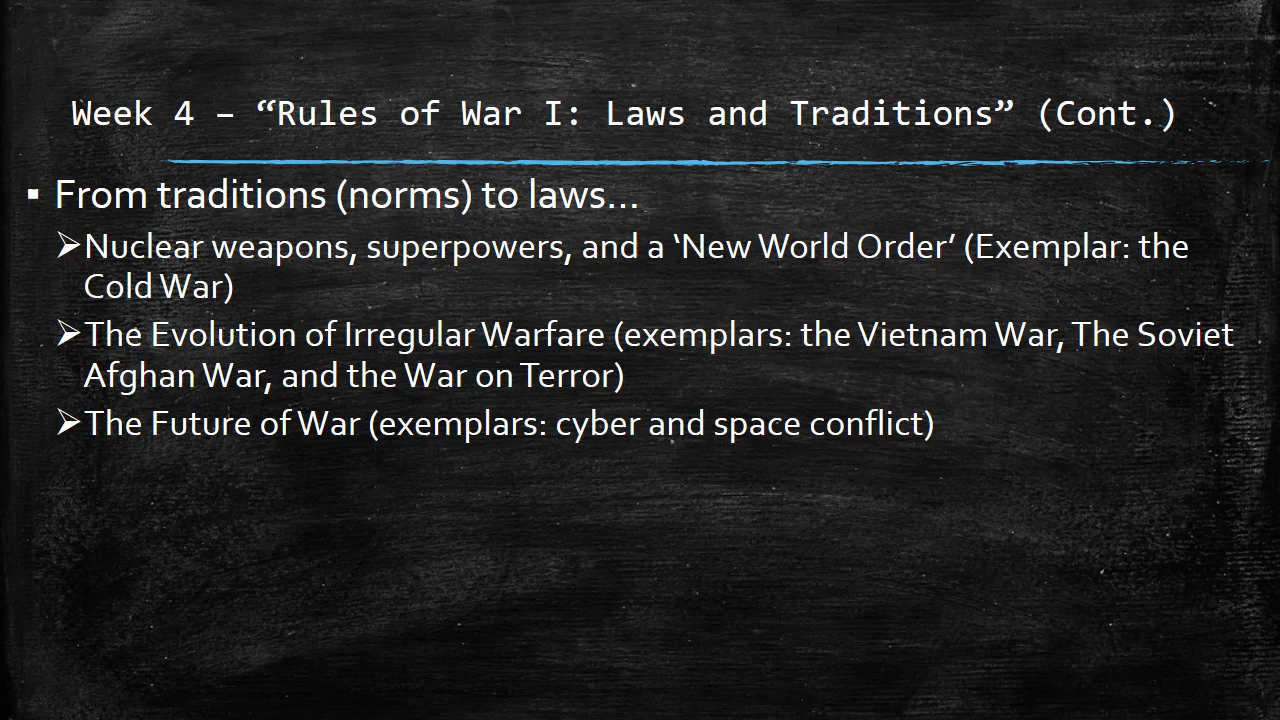 Week 4 – “Rules of War I: Laws and Traditions” (Cont.)
▪ From traditions (norms) to laws…
➢Nuclear weapons, superpowers, and a ‘New World Order’ (Exemplar: the
Cold War)
➢The Evolution of Irregular Warfare (exemplars: the Vietnam War, The Soviet
Afghan War, and the War on Terror)
➢The Future of War (exemplars: cyber and space conflict)